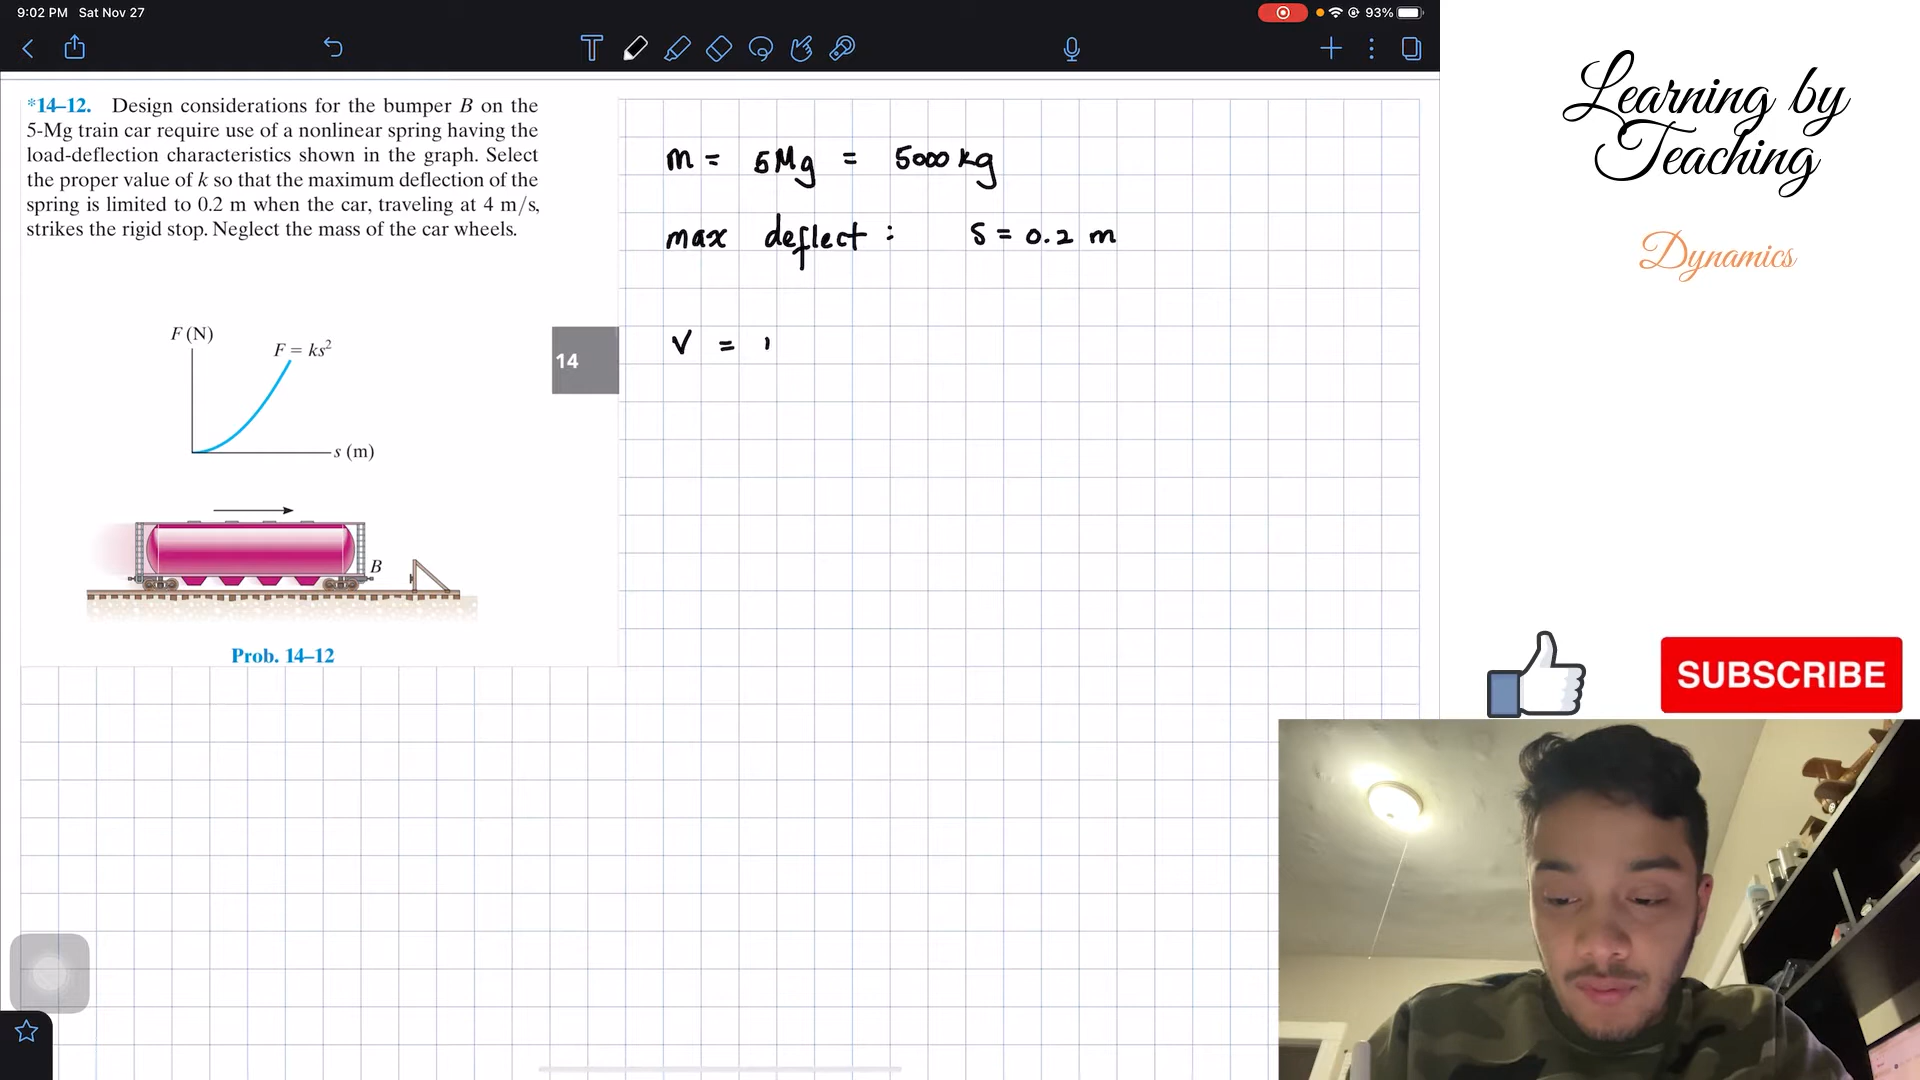 9:02 PM Sat Nov 27
93%
*14–12. Design considerations for the bumper B on the
5-Mg train car require use of a nonlinear spring having the
load-deflection characteristics shown in the graph. Select
the proper value of k so that the maximum deflection of the
spring is limited to 0.2 m when the car, traveling at 4 m/s,
strikes the rigid stop. Neglect the mass of the car wheels.
F (N)
F = ks²
s (m)
B
Prob. 14–12
14
m = 5Mg = 5000 kg
max deflect : S = 0.2 m
V =
Learning by
Teaching
Dynamics
SUBSCRIBE